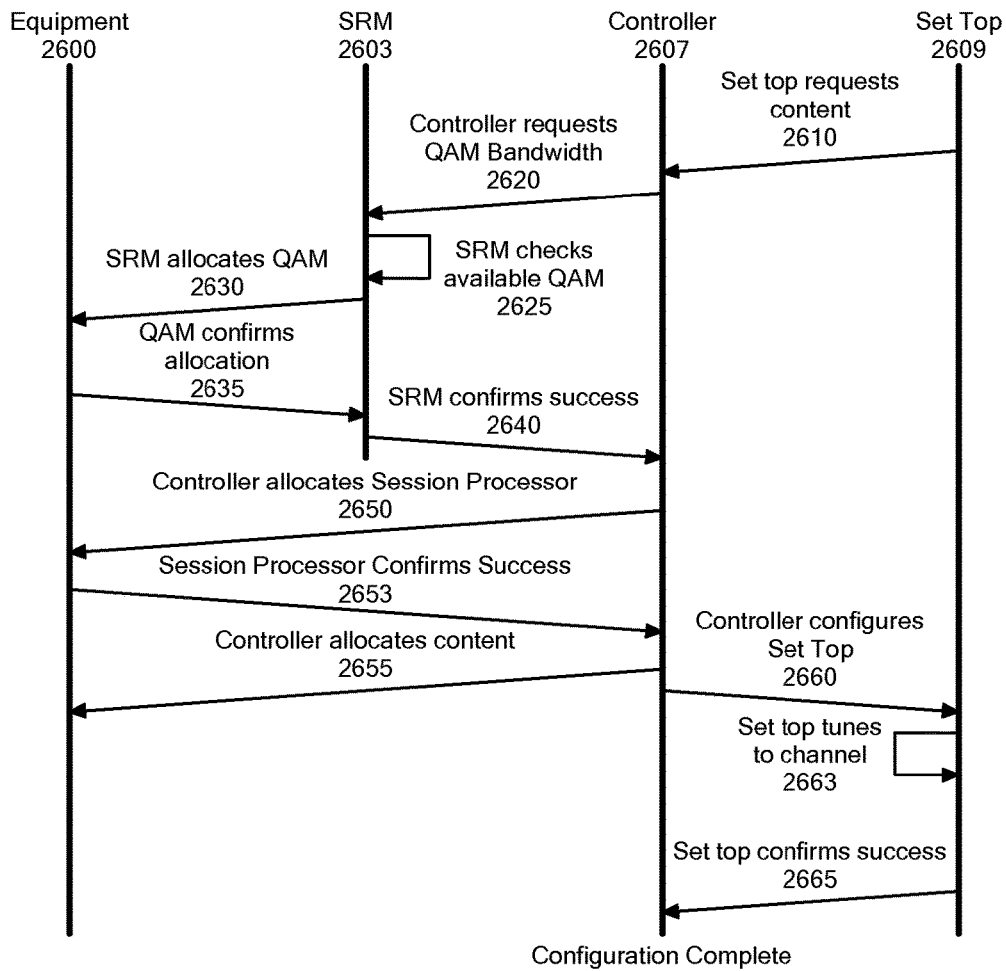 Equipment
2600
SRM
2603
Controller
2607
Set Top
2609
Set top requests
content
2610
Controller requests
QAM Bandwidth
2620
SRM checks
available QAM
2625
SRM allocates QAM
2630
QAM confirms
allocation
2635
SRM confirms success
2640
Controller allocates Session Processor
2650
Session Processor Confirms Success
2653
Controller allocates content
2655
Controller configures
Set Top
2660
Set top tunes
to channel
2663
Set top confirms success
2665
Configuration Complete